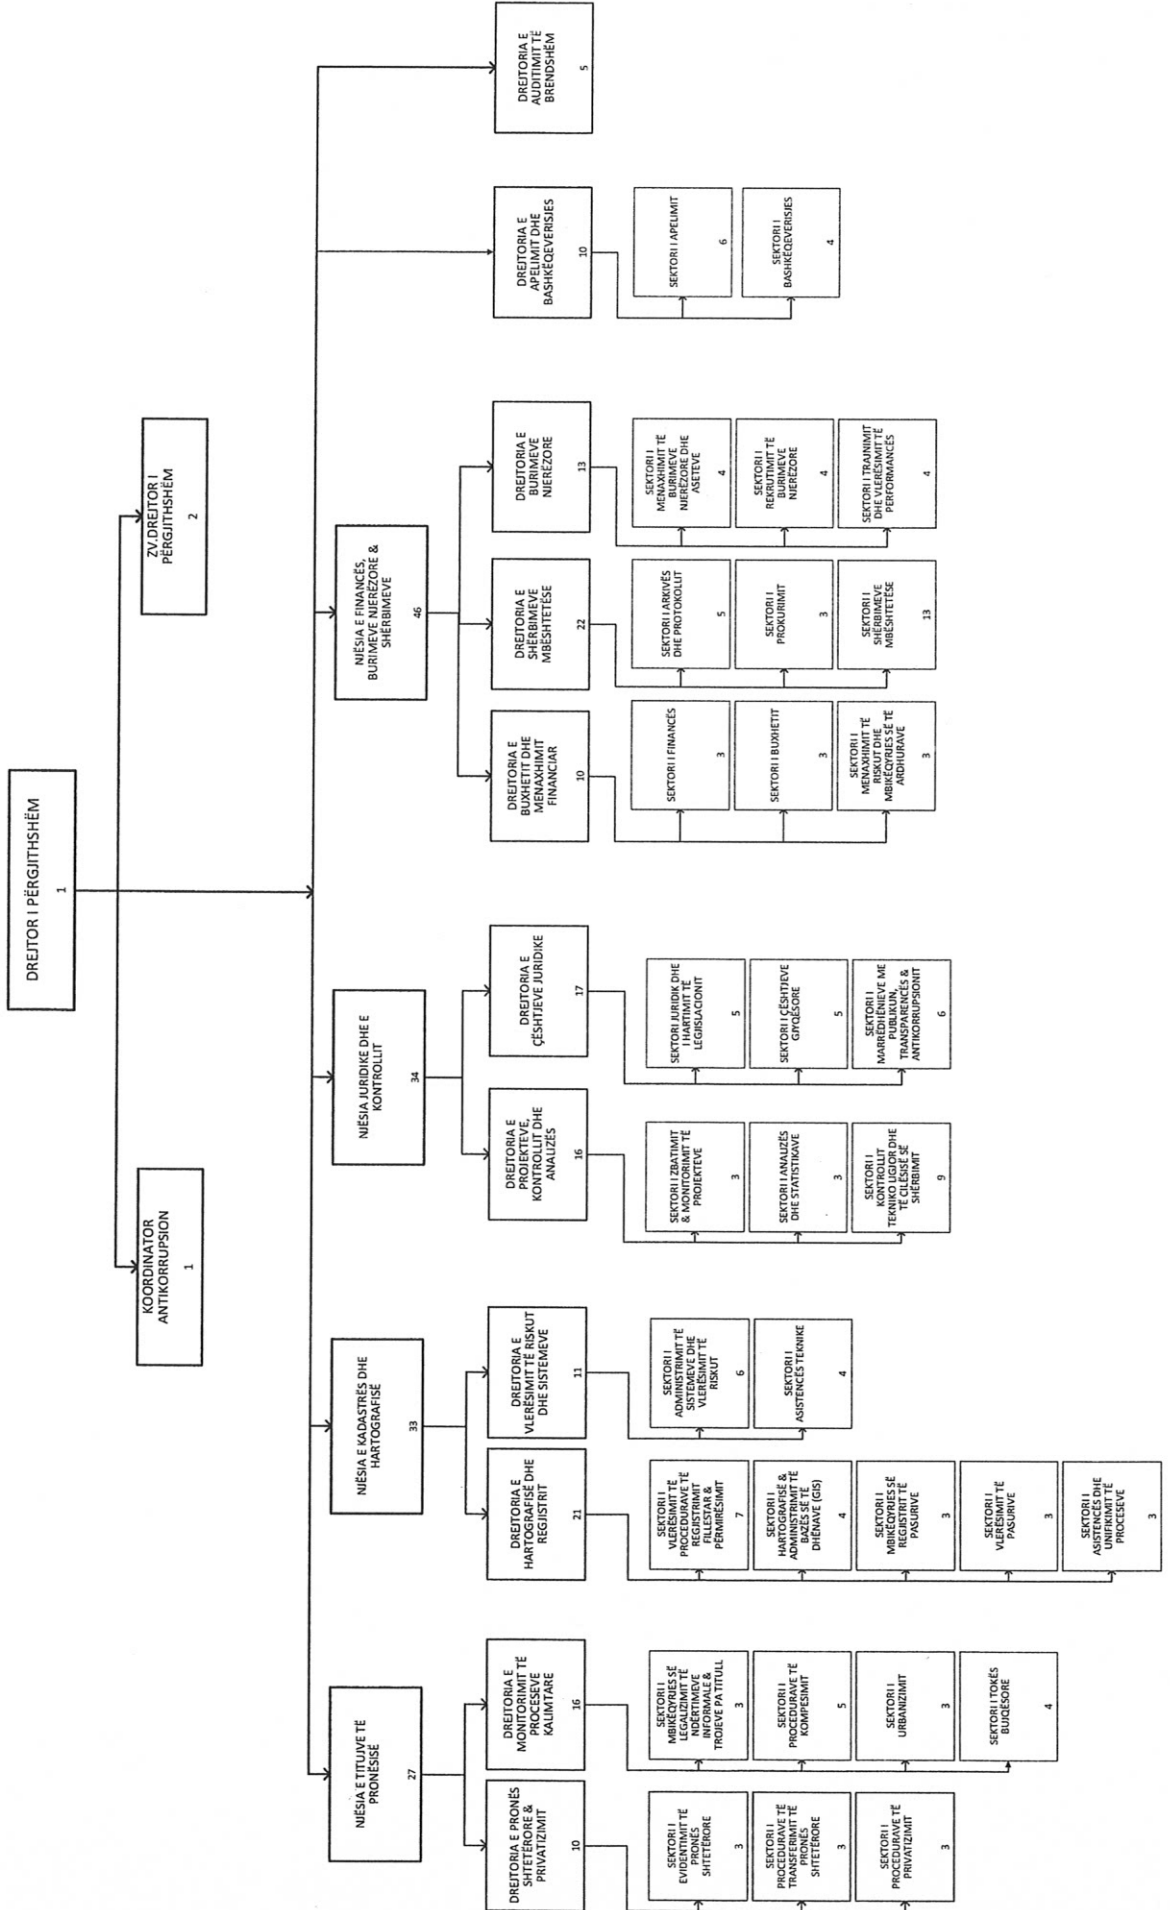 DREJTOR I PËRGJITHSHËM
1
KOORDINATOR
ANTIKORRUPSION
1
ZV.DREJTOR I
PËRGJITHSHËM
2
NJËSIA E TITUJVE TË
PRONËSISË
27
NJËSIA E KADASTRËS DHE
HARTOGRAFISË
33
NJËSIA JURIDIKE DHE E
KONTROLLIT
34
NJËSIA E FINANCËS,
BURIMEVE NJERËZORE &
SHËRBIMEVE
46
DREJTORIA E PRONËS
SHTETËRORE &
PRIVATIZIMIT
10
DREJTORIA E
MONITORIMIT TË
PROCESEVE
KALIMTARE
16
DREJTORIA E
HARTOGRAFISË DHE
REGJISTRIT
21
DREJTORIA E
VLERËSIMIT TË RISKUT
DHE SISTEMEVE
11
DREJTORIA E
PROJEKTEVE,
KONTROLLIT DHE
ANALIZËS
16
DREJTORIA E
ÇËSHTJEVE JURIDIKE
17
DREJTORIA E
BUXHETIT DHE
MENAXHIMIT
FINANCIAR
10
DREJTORIA E
SHËRBIMEVE
MBËSHTETËSE
22
DREJTORIA E
BURIMEVE
NJERËZORE
13
DREJTORIA E
APELIMIT DHE
BASHKËQEVERISJES
10
DREJTORIA E
AUDITIMIT TË
BRENDSHËM
5
SEKTORI I
EVIDENTIMIT TË
PRONËS
SHTETËRORE
3
SEKTORI I
PROCEDURAVE TË
TRANSFERIMIT TË
PRONËS
SHTETËRORE
3
SEKTORI I
PROCEDURAVE TË
PRIVATIZIMIT
3
SEKTORI I
MBIKËQYRJES SË
LEGALIZIMIT TË
NDËRTIMEVE
INFORMALE &
TROJEVE PA TITULL
3
SEKTORI I
PROCEDURAVE TË
KOMPESIMIT
5
SEKTORI I
URBANIZIMIT
3
SEKTORI I TOKËS
BUJQËSORE
4
SEKTORI I
VLERËSIMIT TË
PROCEDURAVE TË
REGJISTRIMIT
FILLESTAR &
PËRMIRËSIMIT
7
SEKTORI I
HARTOGRAFISË &
ADMINISTRIMIT TË
BAZËS SË TË
DHËNAVE (GIS)
4
SEKTORI I
MBIKËQYRJES SË
REGJISTRIT TË
PASURIVE
3
SEKTORI I
VLERËSIMIT TË
PASURIVE
3
SEKTORI I
ASISTENCËS DHE
UNIFIKIMIT TË
PROCESEVE
3
SEKTORI I
ADMINISTRIMIT TË
SISTEMEVE DHE
VLERËSIMIT TË
RISKUT
6
SEKTORI I
ASISTENCËS TEKNIKE
4
SEKTORI I ZBATIMIT
& MONITORIMIT TË
PROJEKTEVE
3
SEKTORI I ANALIZËS
DHE STATISTIKAVE
3
SEKTORI I
KONTROLLIT
TEKNIKO LIGJOR DHE
TË CILËSISË SË
SHËRBIMIT
9
SEKTORI JURIDIK DHE
I HARTIMIT TË
LEGJISLACIONIT
5
SEKTORI I ÇËSHTJEVE
GJYQËSORE
5
SEKTORI I
MARRËDHËNIEVE ME
PUBLIKUN,
TRANSPARENCËS &
ANTIKORRUPSIONIT
6
SEKTORI I FINANCËS
3
SEKTORI I BUXHETIT
3
SEKTORI I
MENAXHIMIT TË
RISKUT DHE
MBIKËQYRJES SË TË
ARDHURAVE
3
SEKTORI I ARKIVËS
DHE PROTOKOLLIT
5
SEKTORI I
PROKURIMIT
3
SEKTORI I
SHËRBIMEVE
MBËSHTETËSE
13
SEKTORI I
MENAXHIMIT TË
BURIMEVE
NJERËZORE DHE
ASETEVE
4
SEKTORI I
REKRUTIMIT TË
BURIMEVE
NJERËZORE
4
SEKTORI I TRAJNIMIT
DHE VLERËSIMIT TË
PERFORMANCËS
4
SEKTORI I APELIMIT
6
SEKTORI I
BASHKËQEVERISJES
4